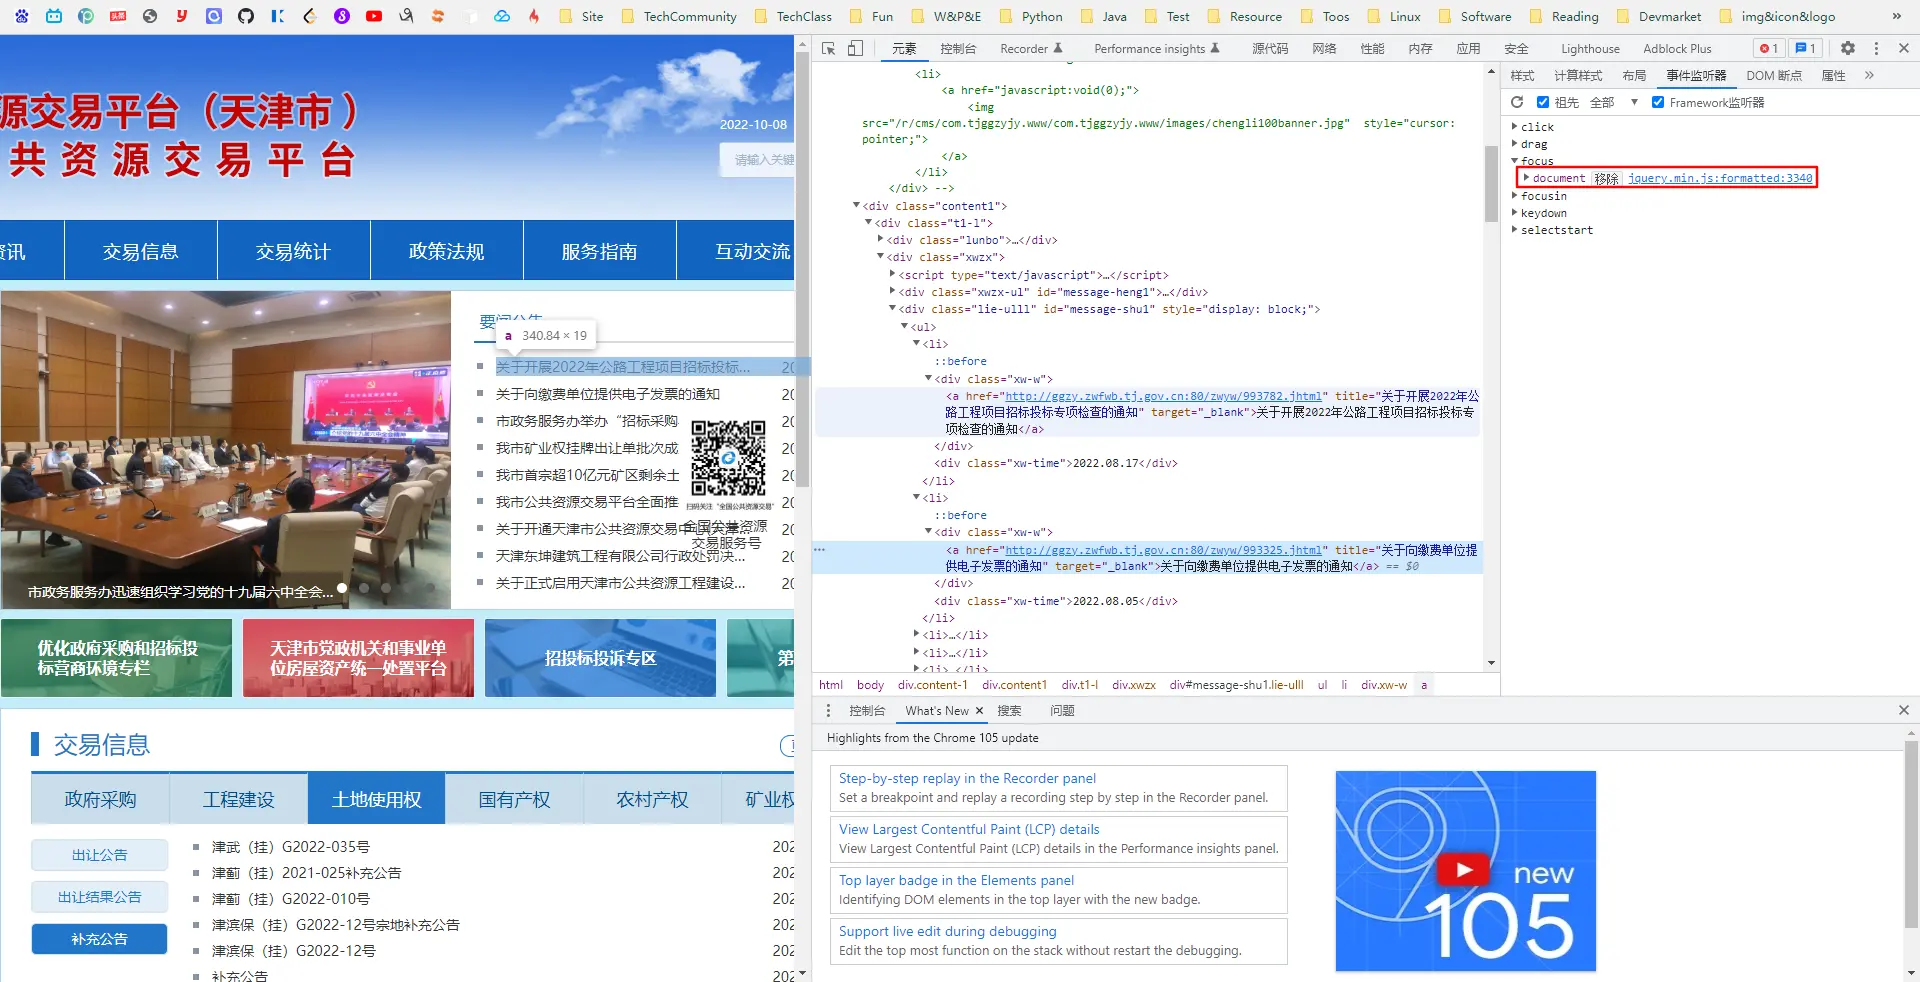 Site TechCommunity TechClass Fun W&P&E Python Java Test Resource Toos Linux Software Reading Devmarket img&icon&logo »
源交易平台（天津市）
共资源交易平台
2022-10-08
请输入关键
资讯 交易信息 交易统计 政策法规 服务指南 互动交流
市政务服务办迅速组织学习党的十九届六中全会...
a 340.84 × 19
关于开展2022年公路工程项目招标投标... 20
关于向缴费单位提供电子发票的通知 20
市政务服务办举办“招标采购 20
我市矿业权挂牌出让单批次成 20
我市首宗超10亿元矿区剩余土 20
我市公共资源交易平台全面推 20
关于开通天津市公共资源交易中心(天津... 20
天津东坤建筑工程有限公司行政处罚决... 20
关于正式启用天津市公共资源工程建设... 20
扫码关注“全国公共资源交易”
全国公共资源
交易服务号
优化政府采购和招标投
标营商环境专栏
天津市党政机关和事业单
位房屋资产统一处置平台
招投标投诉专区
第
交易信息
政府采购 工程建设 土地使用权 国有产权 农村产权 矿业权
出让公告
出让结果公告
补充公告
津武（挂）G2022-035号 202
津蓟（挂）2021-025补充公告 202
津蓟（挂）G2022-010号 202
津滨保（挂）G2022-12号宗地补充公告 202
津滨保（挂）G2022-12号 202
补充公告 202
元素 控制台 Recorder Performance insights 源代码 网络 性能 内存 应用 安全 Lighthouse Adblock Plus 1 1
<li>
<a href="javascript:void(0);">
<img
src="/r/cms/com.tjggzyjy.www/com.tjggzyjy.www/images/chengli100banner.jpg" style="cursor:
pointer;">
</a>
</li>
</div> -->
<div class="content1">
<div class="t1-l">
<div class="lunbo">…</div>
<div class="xwzx">
<script type="text/javascript">…</script>
<div class="xwzx-ul" id="message-heng1">…</div>
<div class="lie-ulll" id="message-shu1" style="display: block;">
<ul>
<li>
::before
<div class="xw-w">
<a href="http://ggzy.zwfwb.tj.gov.cn:80/zwyw/993782.jhtml" title="关于开展2022年公
路工程项目招标投标专项检查的通知" target="_blank">关于开展2022年公路工程项目招标投标专
项检查的通知</a>
</div>
<div class="xw-time">2022.08.17</div>
</li>
<li>
::before
<div class="xw-w">
<a href="http://ggzy.zwfwb.tj.gov.cn:80/zwyw/993325.jhtml" title="关于向缴费单位提
供电子发票的通知" target="_blank">关于向缴费单位提供电子发票的通知</a> == $0
</div>
<div class="xw-time">2022.08.05</div>
</li>
<li>…</li>
<li>…</li>
<li>…</li>
html body div.content-1 div.content1 div.t1-l div.xwzx div#message-shu1.lie-ulll ul li div.xw-w a
样式 计算样式 布局 事件监听器 DOM 断点 属性 »
祖先 全部 ▼ Framework监听器
click
drag
focus
document 移除 jquery.min.js:formatted:3340
focusin
keydown
selectstart
控制台 What's New × 搜索 问题
Highlights from the Chrome 105 update
Step-by-step replay in the Recorder panel
Set a breakpoint and replay a recording step by step in the Recorder panel.
View Largest Contentful Paint (LCP) details
View Largest Contentful Paint (LCP) details in the Performance insights panel.
Top layer badge in the Elements panel
Identifying DOM elements in the top layer with the new badge.
Support live edit during debugging
Edit the top most function on the stack without restart the debugging.
new
105